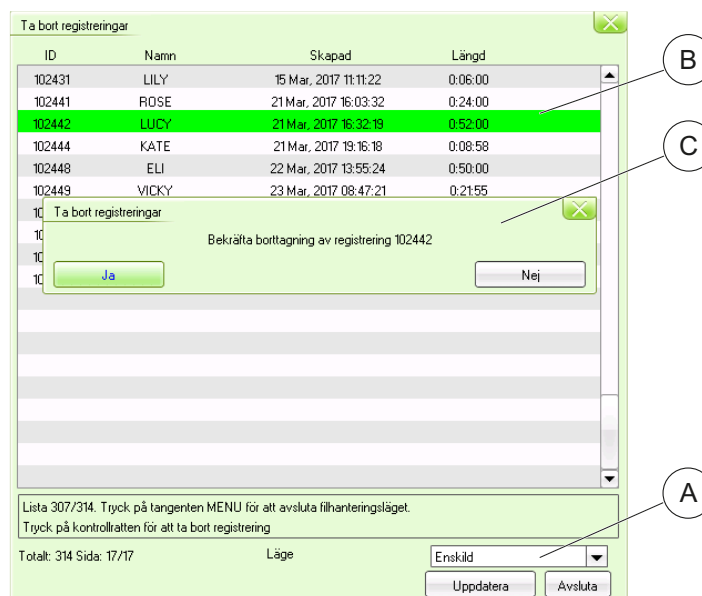 Ta bort registreringar
ID Namn Skapad Längd
102431 LILY 15 Mar, 2017 11:11:22 0:06:00
102441 ROSE 21 Mar, 2017 16:03:32 0:24:00
102442 LUCY 21 Mar, 2017 16:32:19 0:52:00
102444 KATE 21 Mar, 2017 19:16:18 0:08:58
102448 ELI 22 Mar, 2017 13:55:24 0:50:00
102449 VICKY 23 Mar, 2017 08:47:21 0:21:55
Ta bort registreringar
Bekräfta borttagning av registrering 102442
Ja Nej
Lista 307/314. Tryck på tangenten MENU för att avsluta filhanteringsläget.
Tryck på kontrollratten för att ta bort registrering
Totalt: 314 Sida: 17/17 Läge Enskild
Uppdatera Avsluta
B
C
A